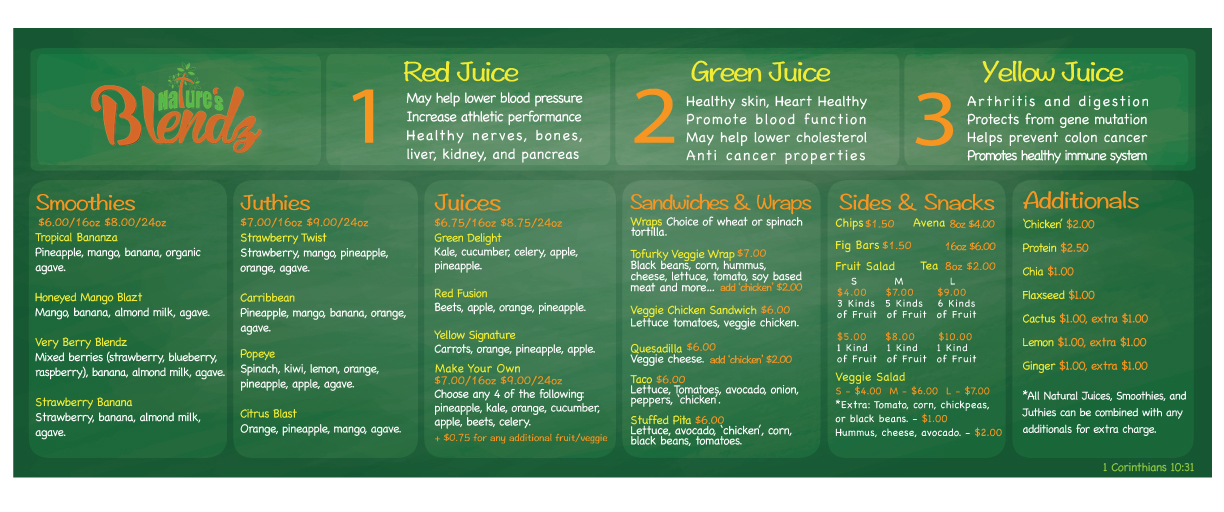 Nature's
Blendz
Red Juice
1
May help lower blood pressure
Increase athletic performance
Healthy nerves, bones,
liver, kidney, and pancreas
Green Juice
2
Healthy skin, Heart Healthy
Promote blood function
May help lower cholesterol
Anti cancer properties
Yellow Juice
3
Arthritis and digestion
Protects from gene mutation
Helps prevent colon cancer
Promotes healthy immune system
Smoothies
$6.00/16oz $8.00/24oz
Tropical Bananza
Pineapple, mango, banana, organic
agave.
Honeyed Mango Blazt
Mango, banana, almond milk, agave.
Very Berry Blendz
Mixed berries (strawberry, blueberry,
raspberry), banana, almond milk, agave.
Strawberry Banana
Strawberry, banana, almond milk,
agave.
Juthies
$7.00/16oz $9.00/24oz
Strawberry Twist
Strawberry, mango, pineapple,
orange, agave.
Carribbean
Pineapple, mango, banana, orange,
agave.
Popeye
Spinach, kiwi, lemon, orange,
pineapple, apple, agave.
Citrus Blast
Orange, pineapple, mango, agave.
Juices
$6.75/16oz $8.75/24oz
Green Delight
Kale, cucumber, celery, apple,
pineapple.
Red Fusion
Beets, apple, orange, pineapple.
Yellow Signature
Carrots, orange, pineapple, apple.
Make Your Own
$7.00/16oz $9.00/24oz
Choose any 4 of the following:
pineapple, kale, orange, cucumber,
apple, beets, celery.
+ $0.75 for any additional fruit/veggie
Sandwiches & Wraps
Wraps Choice of wheat or spinach
tortilla.
Tofurky Veggie Wrap $7.00
Black beans, corn, hummus,
cheese, lettuce, tomato, soy based
meat and more... add 'chicken' $2.00
Veggie Chicken Sandwich $6.00
Lettuce tomatoes, veggie chicken.
Quesadilla $6.00
Veggie cheese. add 'chicken' $2.00
Taco $6.00
Lettuce, Tomatoes, avocado, onion,
peppers, 'chicken'.
Stuffed Pita $6.00
Lettuce, avocado, 'chicken', corn,
black beans, tomatoes.
Sides & Snacks
Chips $1.50 Avena 8oz $4.00
Fig Bars $1.50 16oz $6.00
Fruit Salad Tea 8oz $2.00
S M L
$4.00 $7.00 $9.00
3 Kinds 5 Kinds 6 Kinds
of Fruit of Fruit of Fruit
$5.00 $8.00 $10.00
1 Kind 1 Kind 1 Kind
of Fruit of Fruit of Fruit
Veggie Salad
S - $4.00 M - $6.00 L - $7.00
*Extra: Tomato, corn, chickpeas,
or black beans. - $1.00
Hummus, cheese, avocado. - $2.00
Additionals
'Chicken' $2.00
Protein $2.50
Chia $1.00
Flaxseed $1.00
Cactus $1.00, extra $1.00
Lemon $1.00, extra $1.00
Ginger $1.00, extra $1.00
*All Natural Juices, Smoothies, and
Juthies can be combined with any
additionals for extra charge.
1 Corinthians 10:31